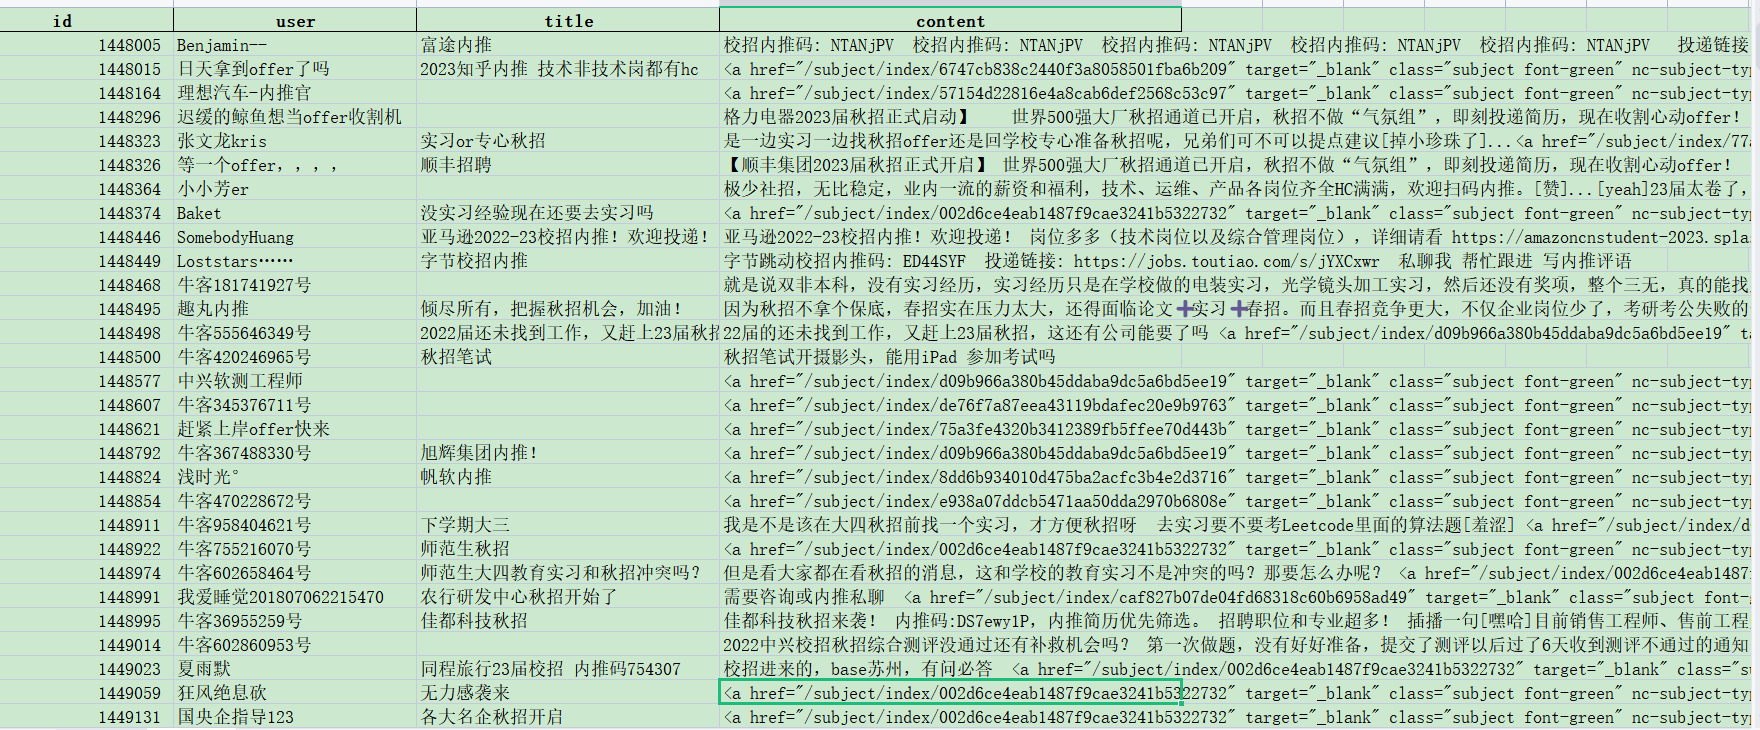 id user title content
1448005 Benjamin-- 富途内推 校招内推码: NTANjPV 校招内推码: NTANjPV 校招内推码: NTANjPV 校招内推码: NTANjPV 校招内推码: NTANjPV 投递链接
1448015 日天拿到offer了吗 2023知乎内推 技术非技术岗都有hc <a href="/subject/index/6747cb838c2440f3a8058501fba6b209" target="_blank" class="subject font-green" nc-subject-typ
1448164 理想汽车-内推官 <a href="/subject/index/57154d22816e4a8cab6def2568c53c97" target="_blank" class="subject font-green" nc-subject-typ
1448296 迟缓的鲸鱼想当offer收割机 格力电器2023届秋招正式启动】 世界500强大厂秋招通道已开启，秋招不做“气氛组”，即刻投递简历，现在收割心动offer！
1448323 张文龙kris 实习or专心秋招 是一边实习一边找秋招offer还是回学校专心准备秋招呢，兄弟们可不可以提点建议[掉小珍珠了]...<a href="/subject/index/77a
1448326 等一个offer，，，， 顺丰招聘 【顺丰集团2023届秋招正式开启】 世界500强大厂秋招通道已开启，秋招不做“气氛组”，即刻投递简历，现在收割心动offer！
1448364 小小芳er 极少社招，无比稳定，业内一流的薪资和福利，技术、运维、产品各岗位齐全HC满满，欢迎扫码内推。[赞]...[yeah]23届太卷了，
1448374 Baket 没实习经验现在还要去实习吗 <a href="/subject/index/002d6ce4eab1487f9cae3241b5322732" target="_blank" class="subject font-green" nc-subject-typ
1448446 SomebodyHuang 亚马逊2022-23校招内推！欢迎投递！ 亚马逊2022-23校招内推！欢迎投递！ 岗位多多（技术岗位以及综合管理岗位），详细请看 https://amazoncnstudent-2023.spla
1448449 Loststars…… 字节校招内推 字节跳动校招内推码: ED44SYF 投递链接: https://jobs.toutiao.com/s/jYXCxwr 私聊我 帮忙跟进 写内推评语
1448468 牛客181741927号 就是说双非本科，没有实习经历，实习经历只是在学校做的电装实习，光学镜头加工实习，然后还没有奖项，整个三无，真的能找
1448495 趣丸内推 倾尽所有，把握秋招机会，加油！ 因为秋招不拿个保底，春招实在压力太大，还得面临论文➕实习➕春招。而且春招竞争更大，不仅企业岗位少了，考研考公失败的
1448498 牛客555646349号 2022届还未找到工作，又赶上23届秋招 22届的还未找到工作，又赶上23届秋招，这还有公司能要了吗 <a href="/subject/index/d09b966a380b45ddaba9dc5a6bd5ee19" ta
1448500 牛客420246965号 秋招笔试 秋招笔试开摄影头，能用iPad 参加考试吗
1448577 中兴软测工程师 <a href="/subject/index/d09b966a380b45ddaba9dc5a6bd5ee19" target="_blank" class="subject font-green" nc-subject-typ
1448607 牛客345376711号 <a href="/subject/index/de76f7a87eea43119bdafec20e9b9763" target="_blank" class="subject font-green" nc-subject-typ
1448621 赶紧上岸offer快来 <a href="/subject/index/75a3fe4320b3412389fb5ffee70d443b" target="_blank" class="subject font-green" nc-subject-typ
1448792 牛客367488330号 旭辉集团内推！ <a href="/subject/index/d09b966a380b45ddaba9dc5a6bd5ee19" target="_blank" class="subject font-green" nc-subject-typ
1448824 浅时光° 帆软内推 <a href="/subject/index/8dd6b934010d475ba2acfc3b4e2d3716" target="_blank" class="subject font-green" nc-subject-typ
1448854 牛客470228672号 <a href="/subject/index/e938a07ddcb5471aa50dda2970b6808e" target="_blank" class="subject font-green" nc-subject-typ
1448911 牛客958404621号 下学期大三 我是不是该在大四秋招前找一个实习，才方便秋招呀 去实习要不要考Leetcode里面的算法题[羞涩] <a href="/subject/index/d
1448922 牛客755216070号 师范生秋招 <a href="/subject/index/002d6ce4eab1487f9cae3241b5322732" target="_blank" class="subject font-green" nc-subject-typ
1448974 牛客602658464号 师范生大四教育实习和秋招冲突吗？ 但是看大家都在看秋招的消息，这和学校的教育实习不是冲突的吗？那要怎么办呢？ <a href="/subject/index/002d6ce4eab1487
1448991 我爱睡觉201807062215470 农行研发中心秋招开始了 需要咨询或内推私聊 <a href="/subject/index/caf827b07de04fd68318c60b6958ad49" target="_blank" class="subject font-g
1448995 牛客36955259号 佳都科技秋招 佳都科技秋招来袭！ 内推码:DS7ewy1P，内推简历优先筛选。 招聘职位和专业超多！ 插播一句[嘿哈]目前销售工程师、售前工程
1449014 牛客602860953号 2022中兴校招秋招综合测评没通过还有补救机会吗？ 第一次做题，没有好好准备，提交了测评以后过了6天收到测评不通过的通知
1449023 夏雨默 同程旅行23届校招 内推码754307 校招进来的，base苏州，有问必答 <a href="/subject/index/002d6ce4eab1487f9cae3241b5322732" target="_blank" class="su
1449059 狂风绝息砍 无力感袭来 <a href="/subject/index/002d6ce4eab1487f9cae3241b5322732" target="_blank" class="subject font-green" nc-subject-typ
1449131 国央企指导123 各大名企秋招开启 <a href="/subject/index/002d6ce4eab1487f9cae3241b5322732" target="_blank" class="subject font-green" nc-subject-typ